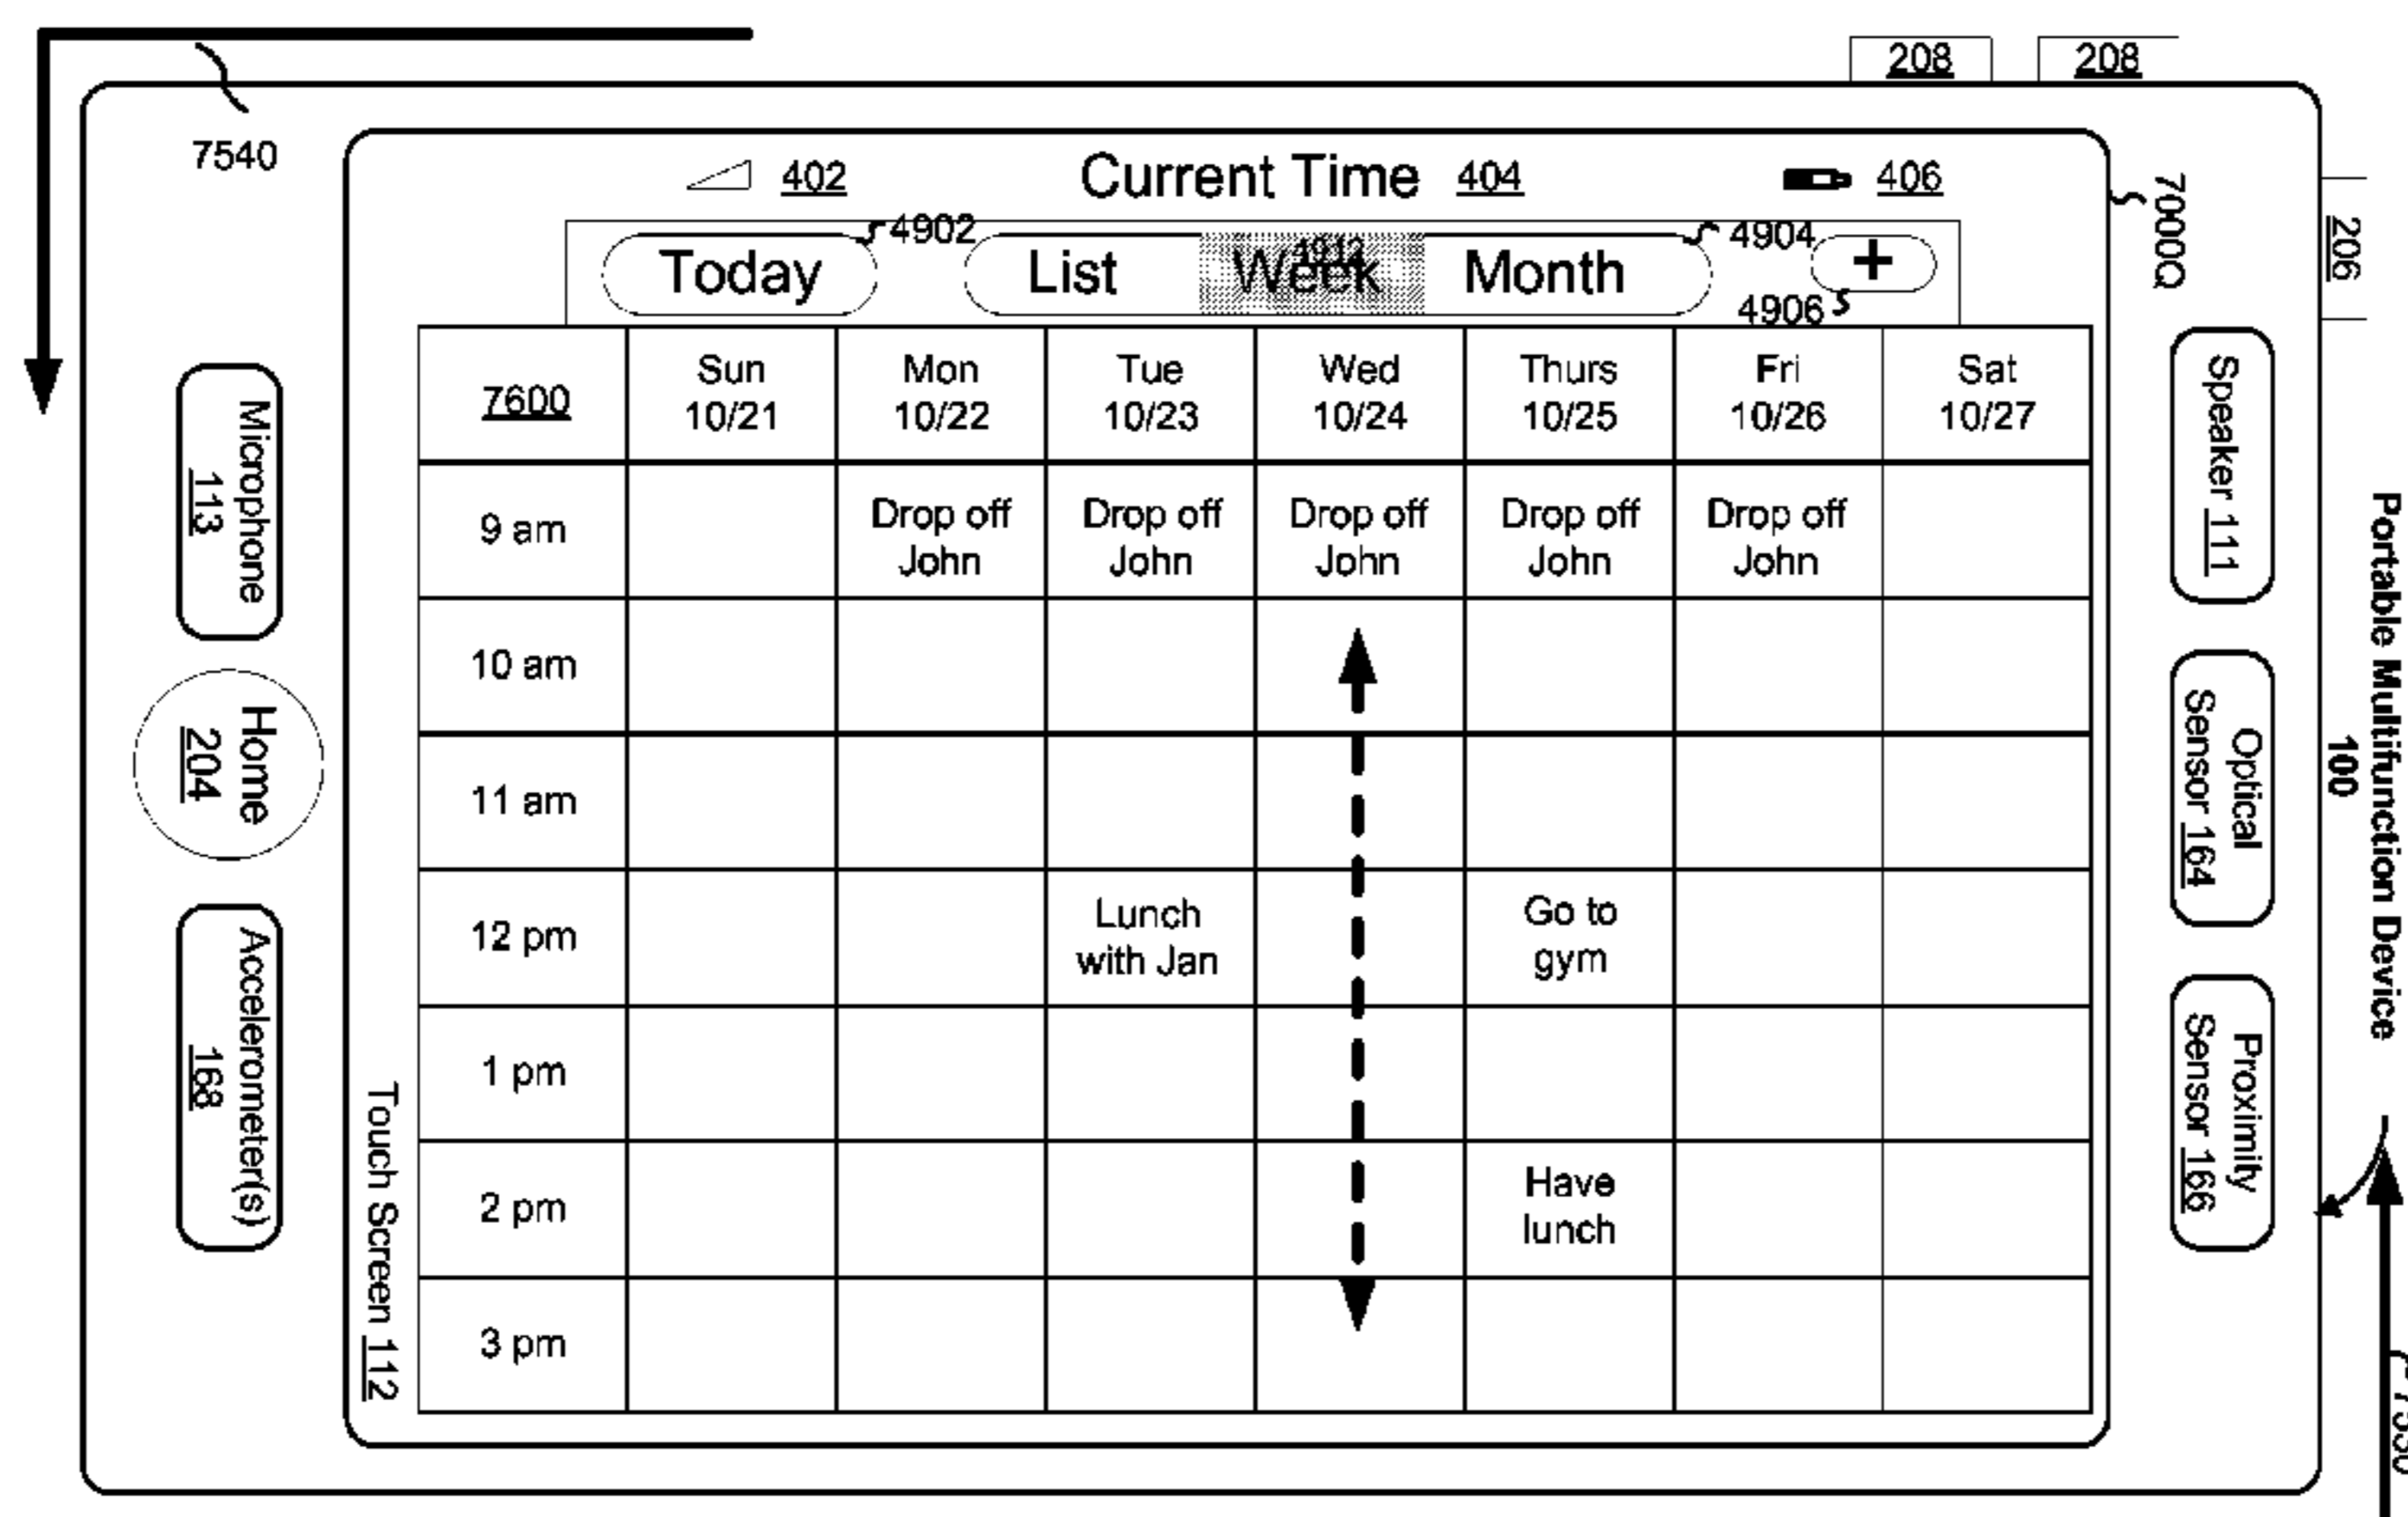 208 208
7540
402 Current Time 404 406
7000Q
206
4902 4904
Today List Week Month +
4912
4906
7600 Sun 10/21 Mon 10/22 Tue 10/23 Wed 10/24 Thurs 10/25 Fri 10/26 Sat 10/27
9 am Drop off John Drop off John Drop off John Drop off John Drop off John
10 am
11 am
12 pm Lunch with Jan Go to gym
1 pm
2 pm Have lunch
3 pm
Microphone
113
Home
204
Accelerometer(s)
168
Touch Screen 112
Speaker 111
Optical
Sensor 164
Proximity
Sensor 166
Portable Multifunction Device
100